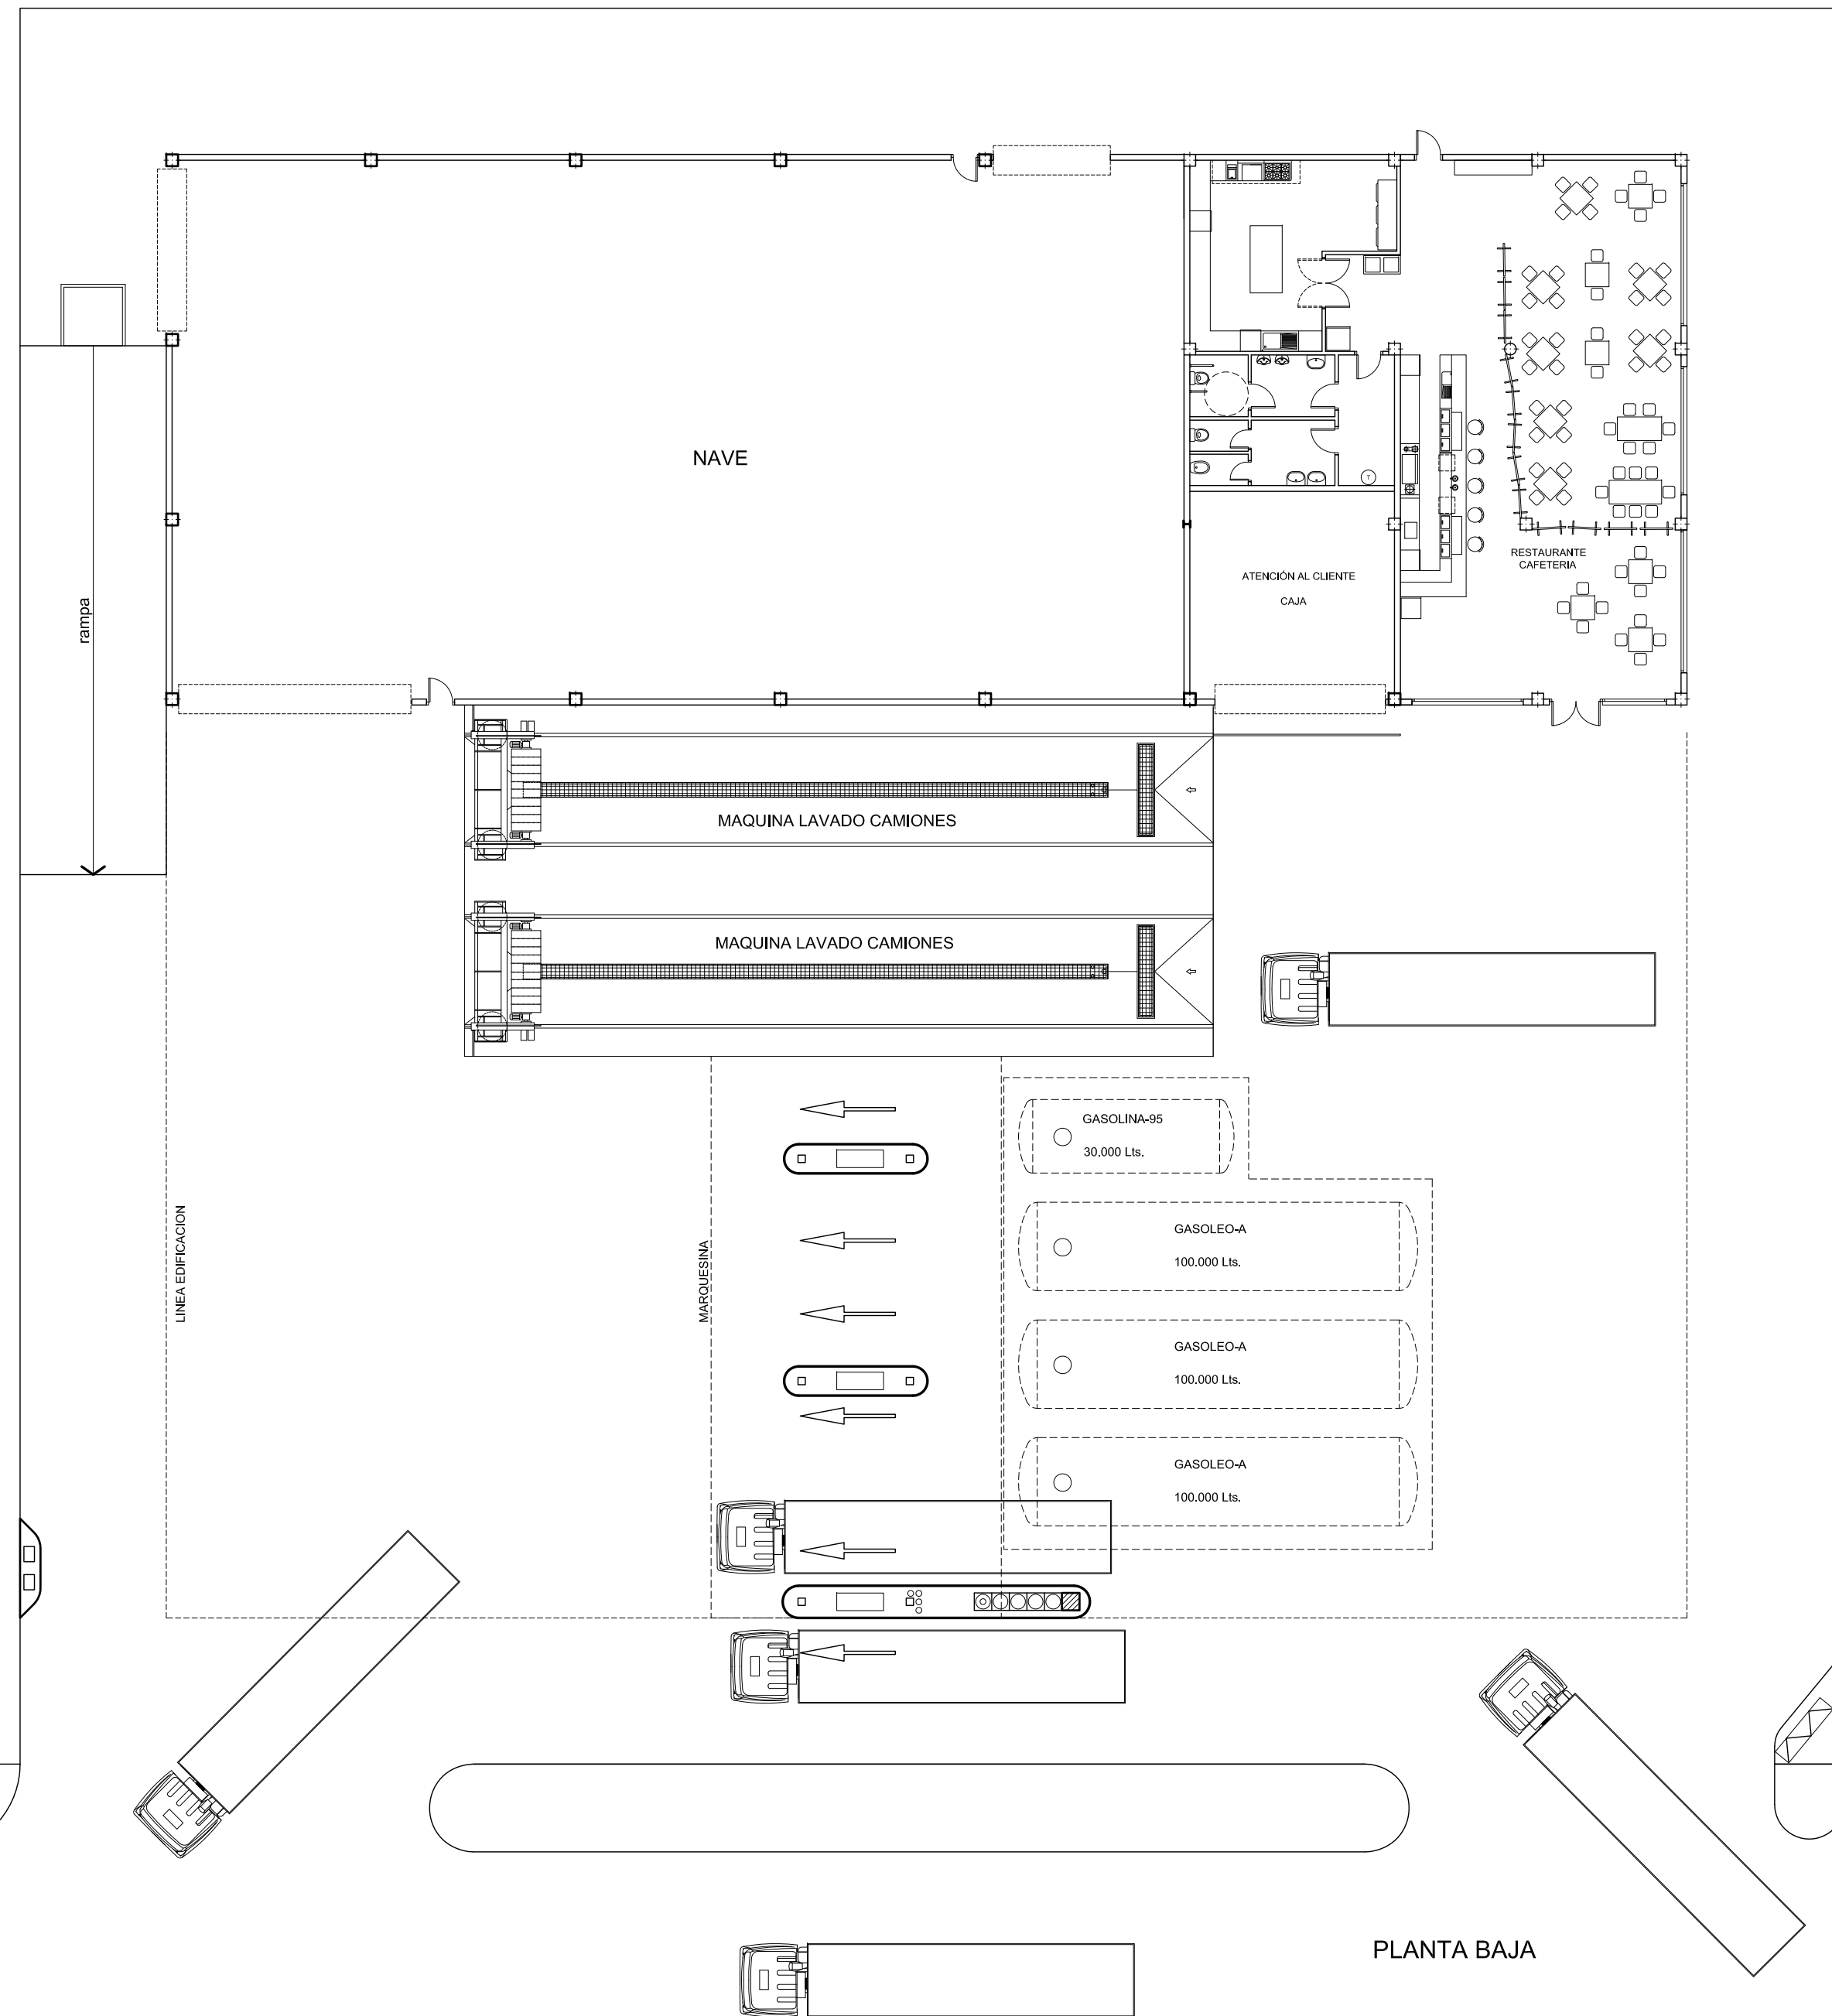 NAVE
rampa
ATENCIÓN AL CLIENTE
CAJA
RESTAURANTE
CAFETERIA
T
MAQUINA LAVADO CAMIONES
MAQUINA LAVADO CAMIONES
LINEA EDIFICACION
MARQUESINA
GASOLINA-95
30.000 Lts.
GASOLEO-A
100.000 Lts.
GASOLEO-A
100.000 Lts.
GASOLEO-A
100.000 Lts.
PLANTA BAJA